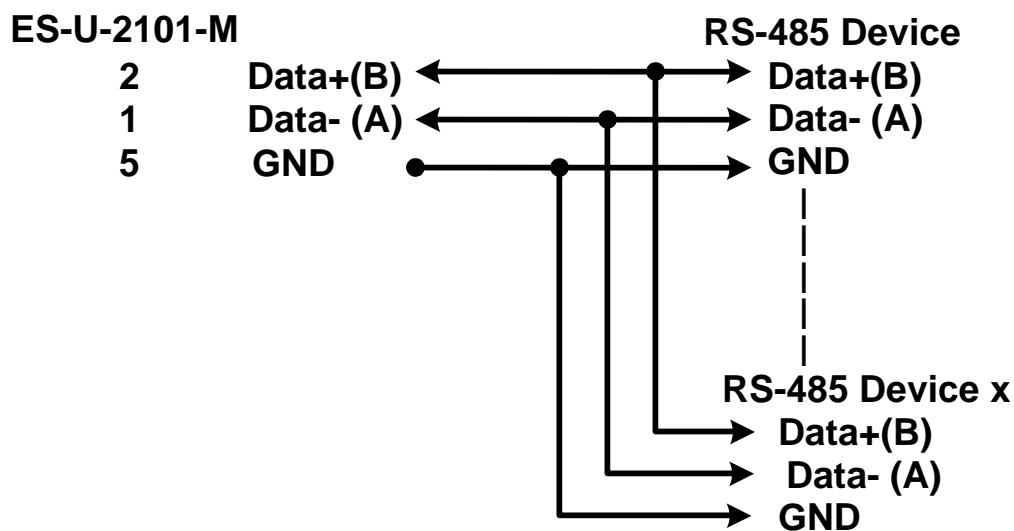 ES-U-2101-M RS-485 Device
2 Data+(B) Data+(B)
1 Data- (A) Data- (A)
5 GND GND
RS-485 Device x
Data+(B)
Data- (A)
GND